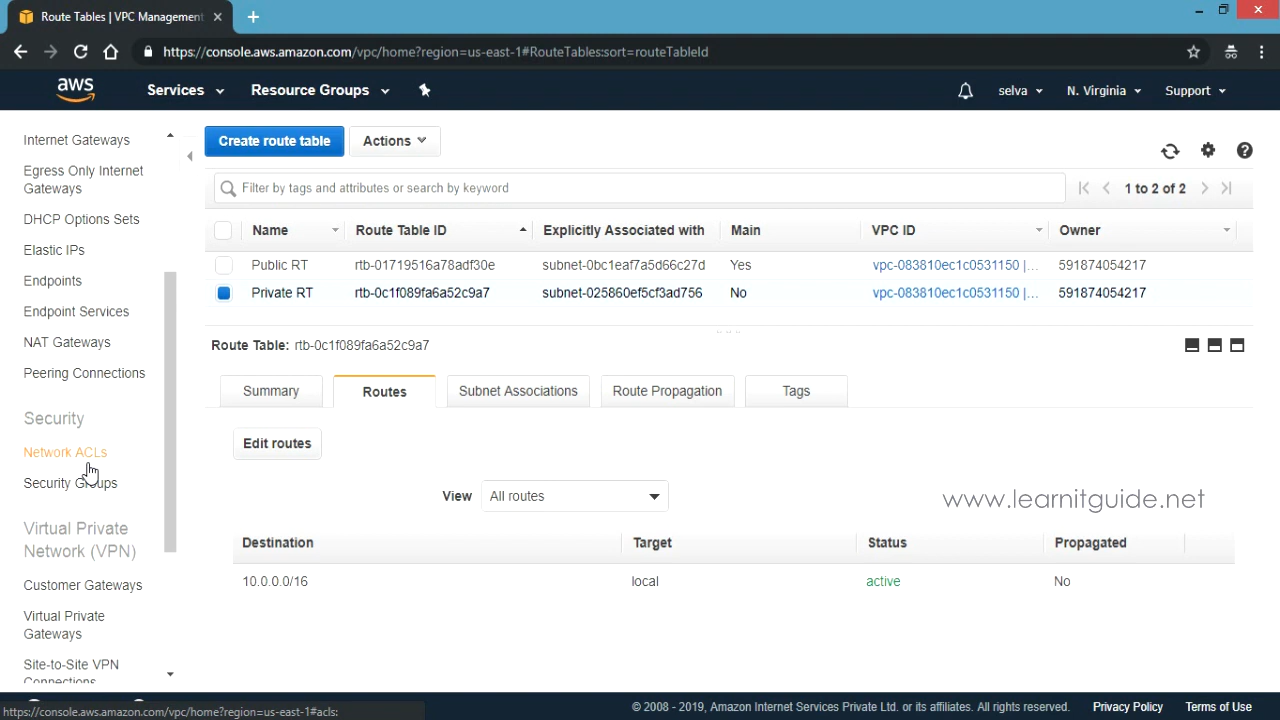 Route Tables | VPC Management
https://console.aws.amazon.com/vpc/home?region=us-east-1#RouteTables:sort=routeTableId
aws
Services
Resource Groups
selva
N. Virginia
Support
Internet Gateways
Egress Only Internet
Gateways
DHCP Options Sets
Elastic IPs
Endpoints
Endpoint Services
NAT Gateways
Peering Connections
Security
Network ACLs
Security Groups
Virtual Private
Network (VPN)
Customer Gateways
Virtual Private
Gateways
Site-to-Site VPN
Connections
Create route table
Actions
Filter by tags and attributes or search by keyword
1 to 2 of 2
Name Route Table ID Explicitly Associated with Main VPC ID Owner
Public RT rtb-01719516a78adf30e subnet-0bc1eaf7a5d66c27d Yes vpc-083810ec1c0531150 |... 591874054217
Private RT rtb-0c1f089fa6a52c9a7 subnet-025860ef5cf3ad756 No vpc-083810ec1c0531150 |... 591874054217
Route Table: rtb-0c1f089fa6a52c9a7
Summary
Routes
Subnet Associations
Route Propagation
Tags
Edit routes
View All routes
www.learnitguide.net
Destination Target Status Propagated
10.0.0.0/16 local active No
https://console.aws.amazon.com/vpc/home?region=us-east-1#acls:
© 2008 - 2019, Amazon Internet Services Private Ltd. or its affiliates. All rights reserved.
Privacy Policy
Terms of Use